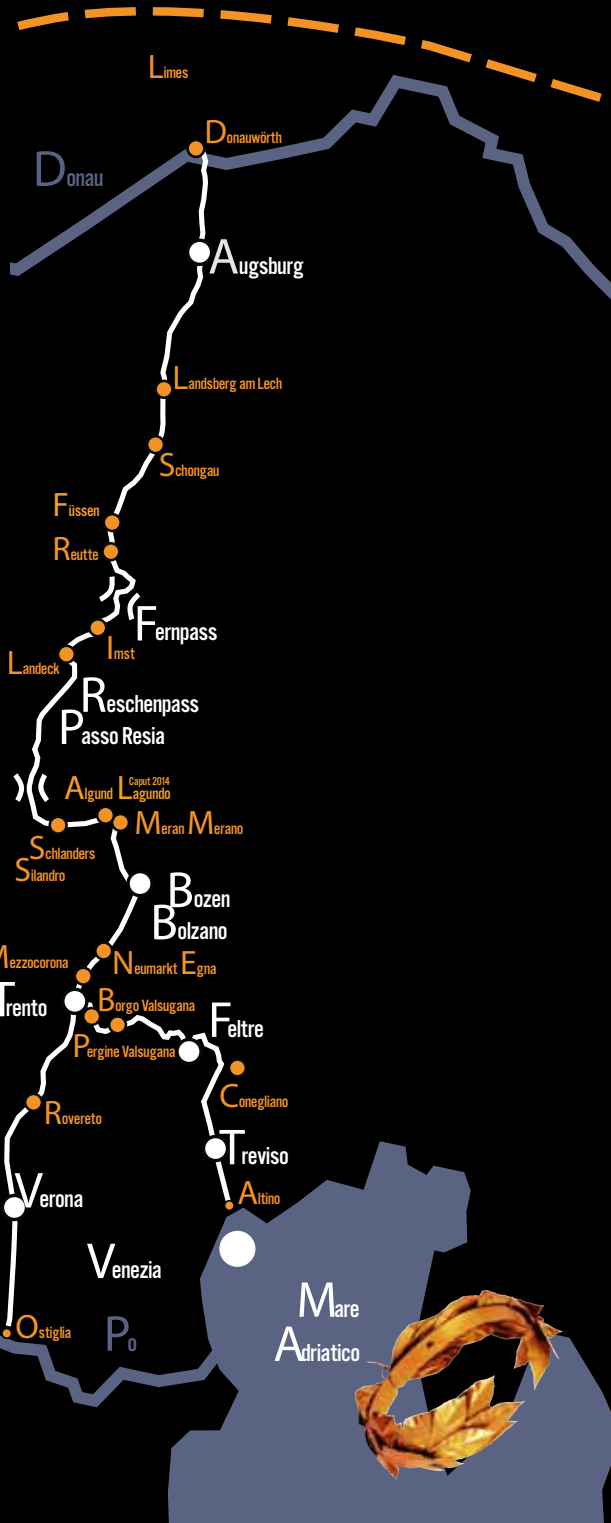 Limes
Donauwörth
Donau
Augsburg
Landsberg am Lech
Schongau
Füssen
Reutte
Fernpass
Imst
Landeck
Reschenpass
Passo Resia
Caput 2014
Algund Lagundo
Meran Merano
Schlanders
Silandro
Bozen
Bolzano
Mezzocorona
Neumarkt Egna
Trento
Borgo Valsugana
Feltre
Pergine Valsugana
Conegliano
Rovereto
Treviso
Verona
Altino
Venezia
Mare
Adriatico
Ostiglia
Po